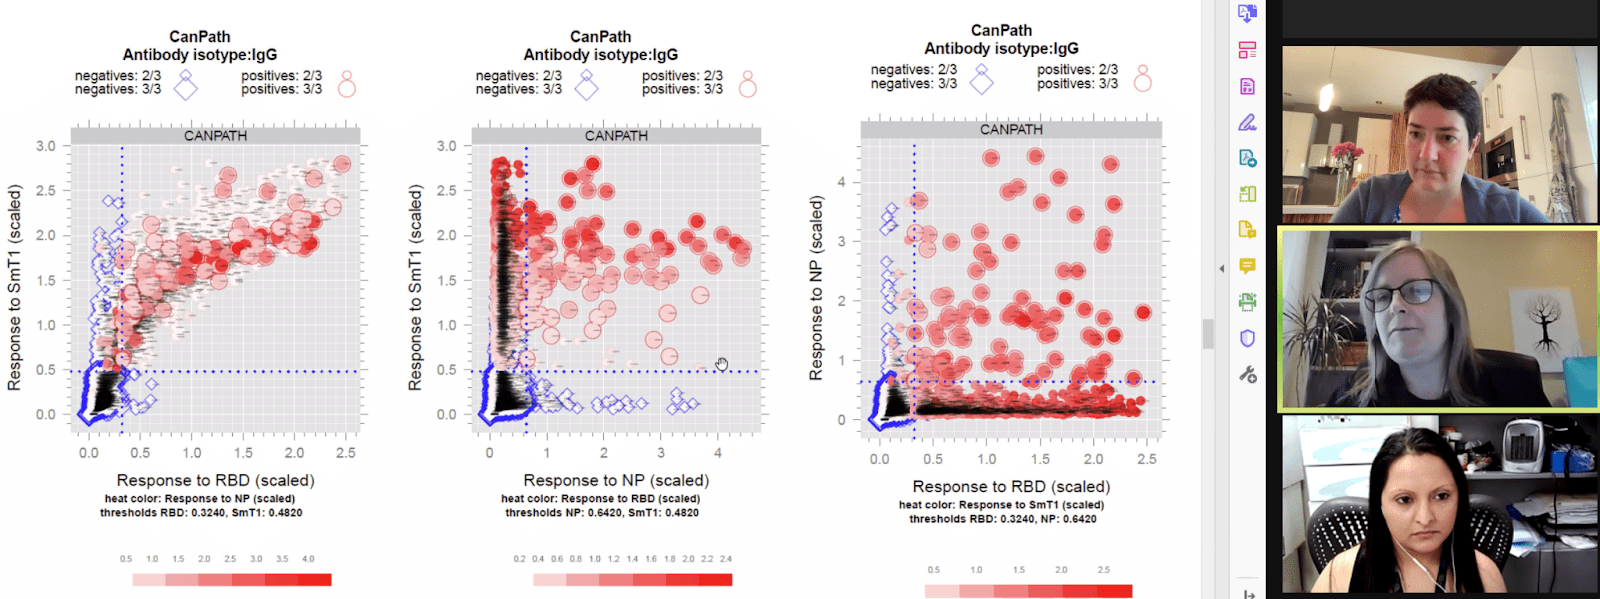 CanPath
Antibody isotype:IgG
negatives: 2/3
positives: 2/3
negatives: 3/3
positives: 3/3
CANPATH
3.0
2.5
2.0
1.5
1.0
0.5
0.0
Response to SmT1 (scaled)
0.0 0.5 1.0 1.5 2.0 2.5
Response to RBD (scaled)
heat color: Response to NP (scaled)
thresholds RBD: 0.3240, SmT1: 0.4820
0.5 1.0 1.5 2.0 2.5 3.0 3.5 4.0
CanPath
Antibody isotype:IgG
negatives: 2/3
positives: 2/3
negatives: 3/3
positives: 3/3
CANPATH
3.0
2.5
2.0
1.5
1.0
0.5
0.0
Response to SmT1 (scaled)
0 1 2 3 4
Response to NP (scaled)
heat color: Response to RBD (scaled)
thresholds NP: 0.6420, SmT1: 0.4820
0.2 0.4 0.6 0.8 1.0 1.2 1.4 1.6 1.8 2.0 2.2 2.4
CanPath
Antibody isotype:IgG
negatives: 2/3
positives: 2/3
negatives: 3/3
positives: 3/3
CANPATH
4
3
2
1
0
Response to NP (scaled)
0.0 0.5 1.0 1.5 2.0 2.5
Response to RBD (scaled)
heat color: Response to SmT1 (scaled)
thresholds RBD: 0.3240, NP: 0.6420
0.5 1.0 1.5 2.0 2.5